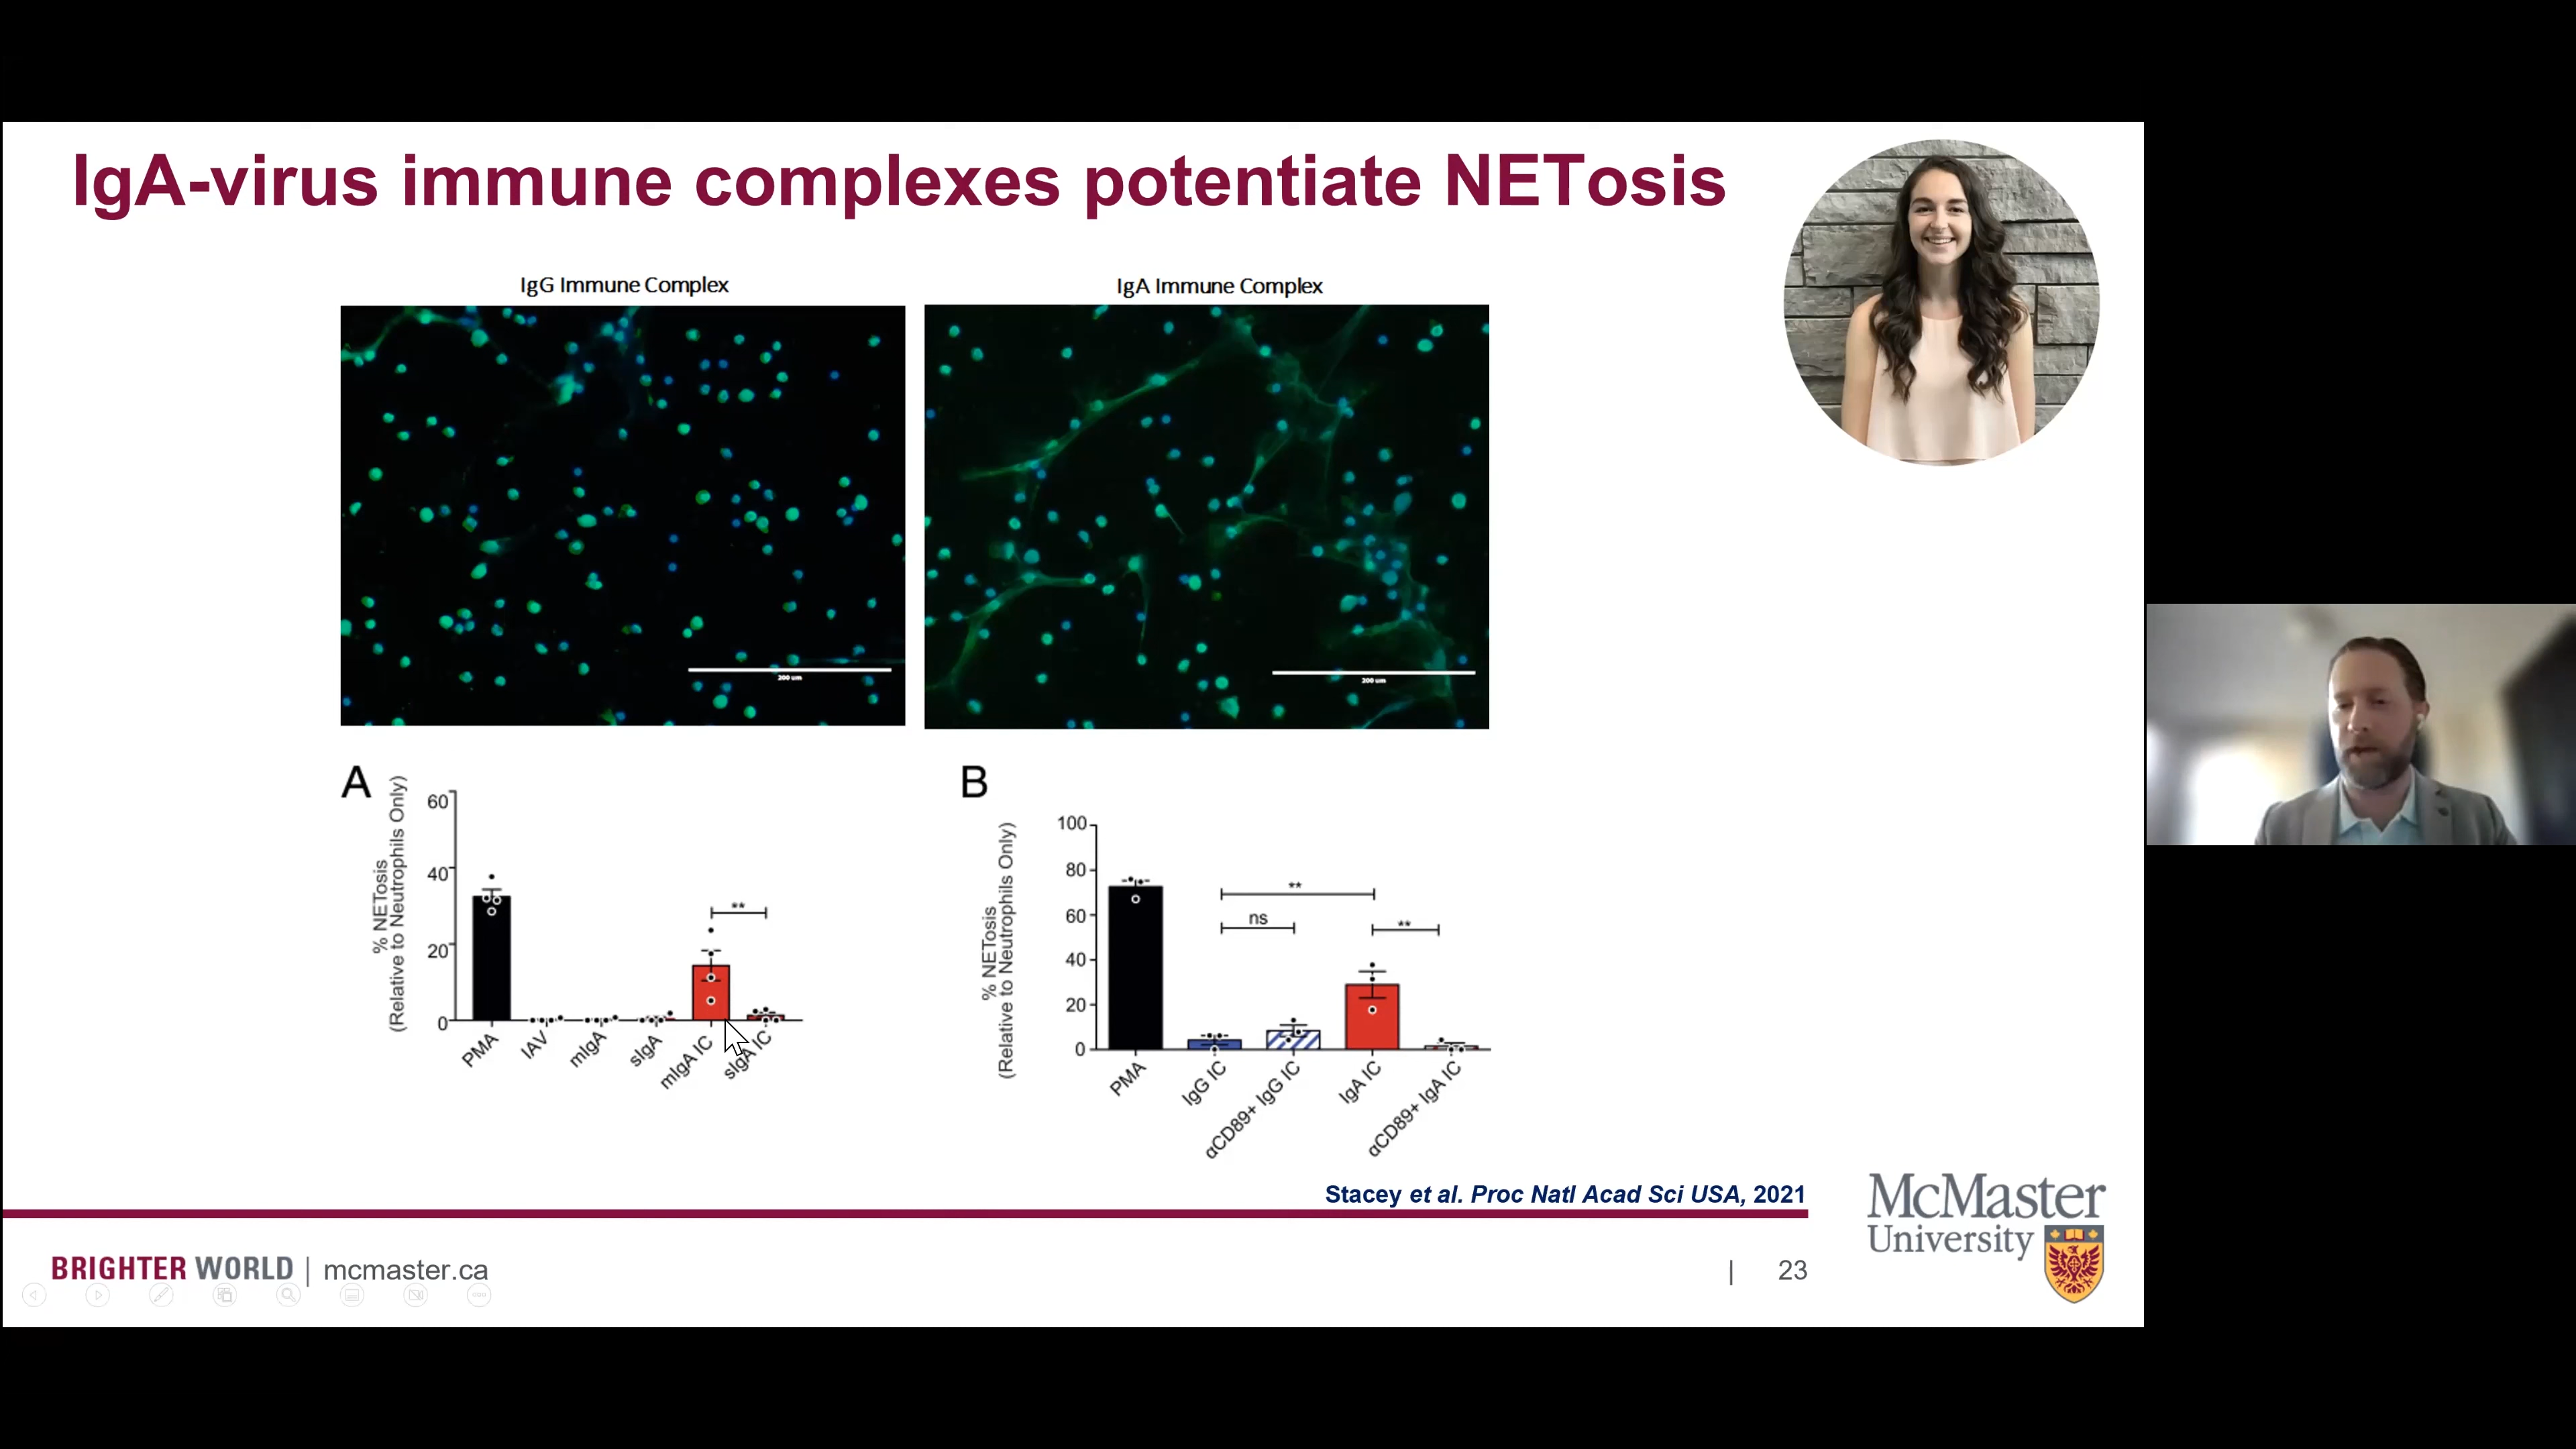 IgA-virus immune complexes potentiate NETosis
IgG Immune Complex
IgA Immune Complex
200 um
200 um
A
% NETosis
(Relative to Neutrophils Only)
60
40
20
0
**
PMA
IAV
mIgA
sIgA
mIgA IC
sIgA IC
B
% NETosis
(Relative to Neutrophils Only)
100
80
60
40
20
0
**
ns
**
PMA
IgG IC
αCD89+ IgG IC
IgA IC
αCD89+ IgA IC
Stacey et al. Proc Natl Acad Sci USA, 2021
BRIGHTER WORLD | mcmaster.ca
| 23
McMaster
University